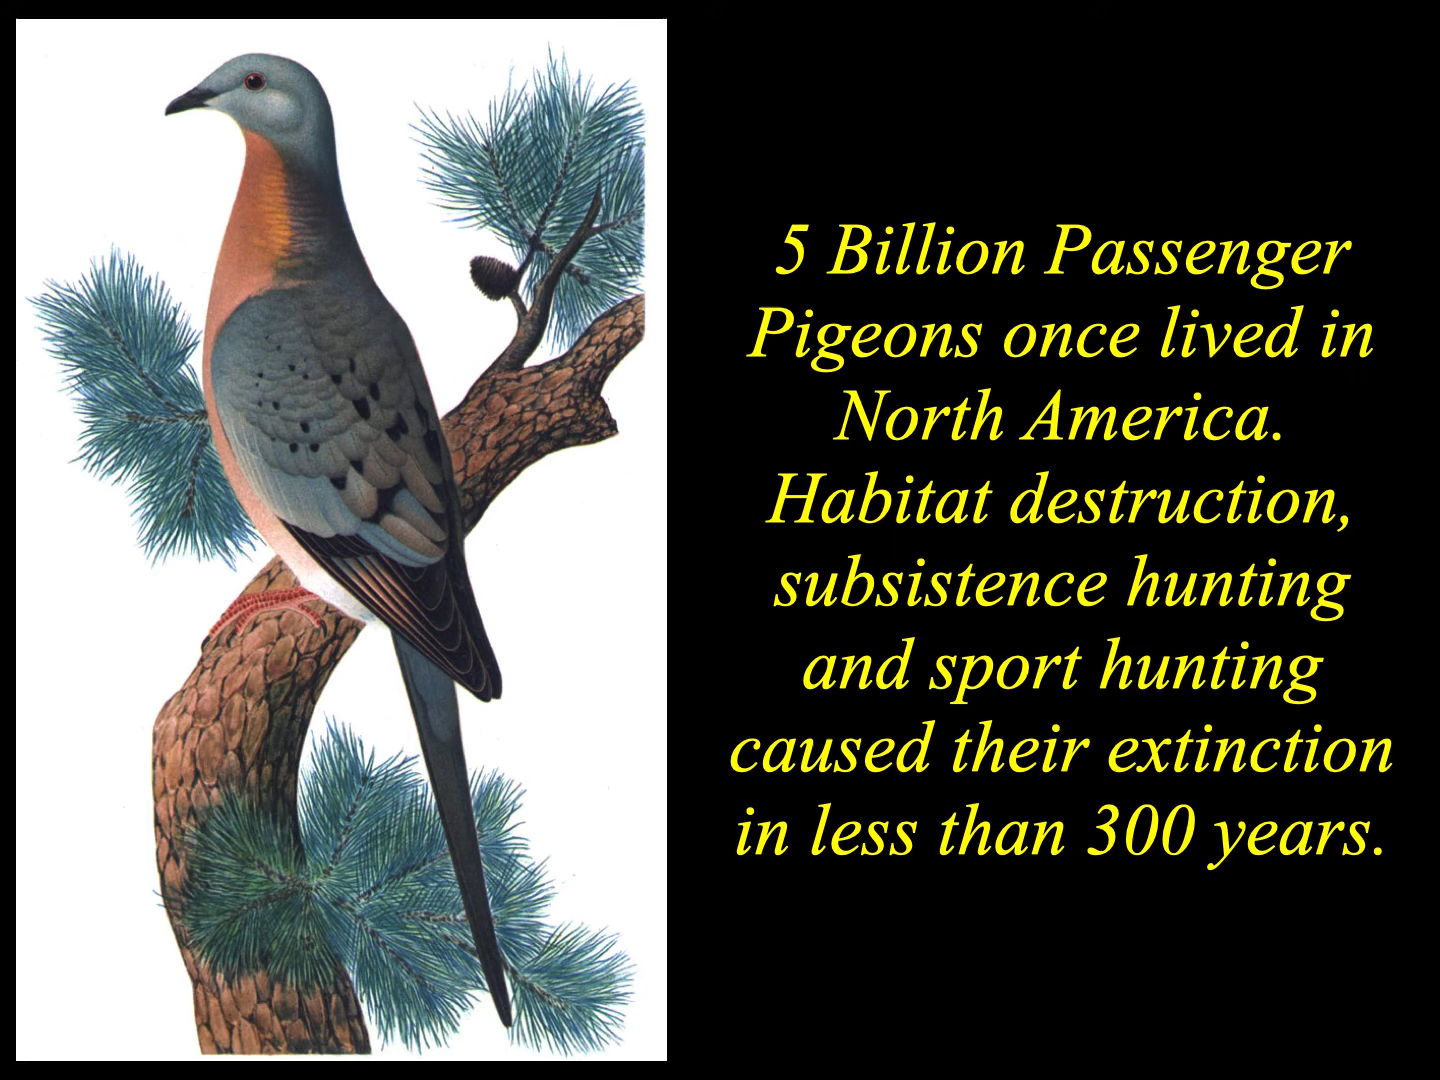 5 Billion Passenger
Pigeons once lived in
North America.
Habitat destruction,
subsistence hunting
and sport hunting
caused their extinction
in less than 300 years.